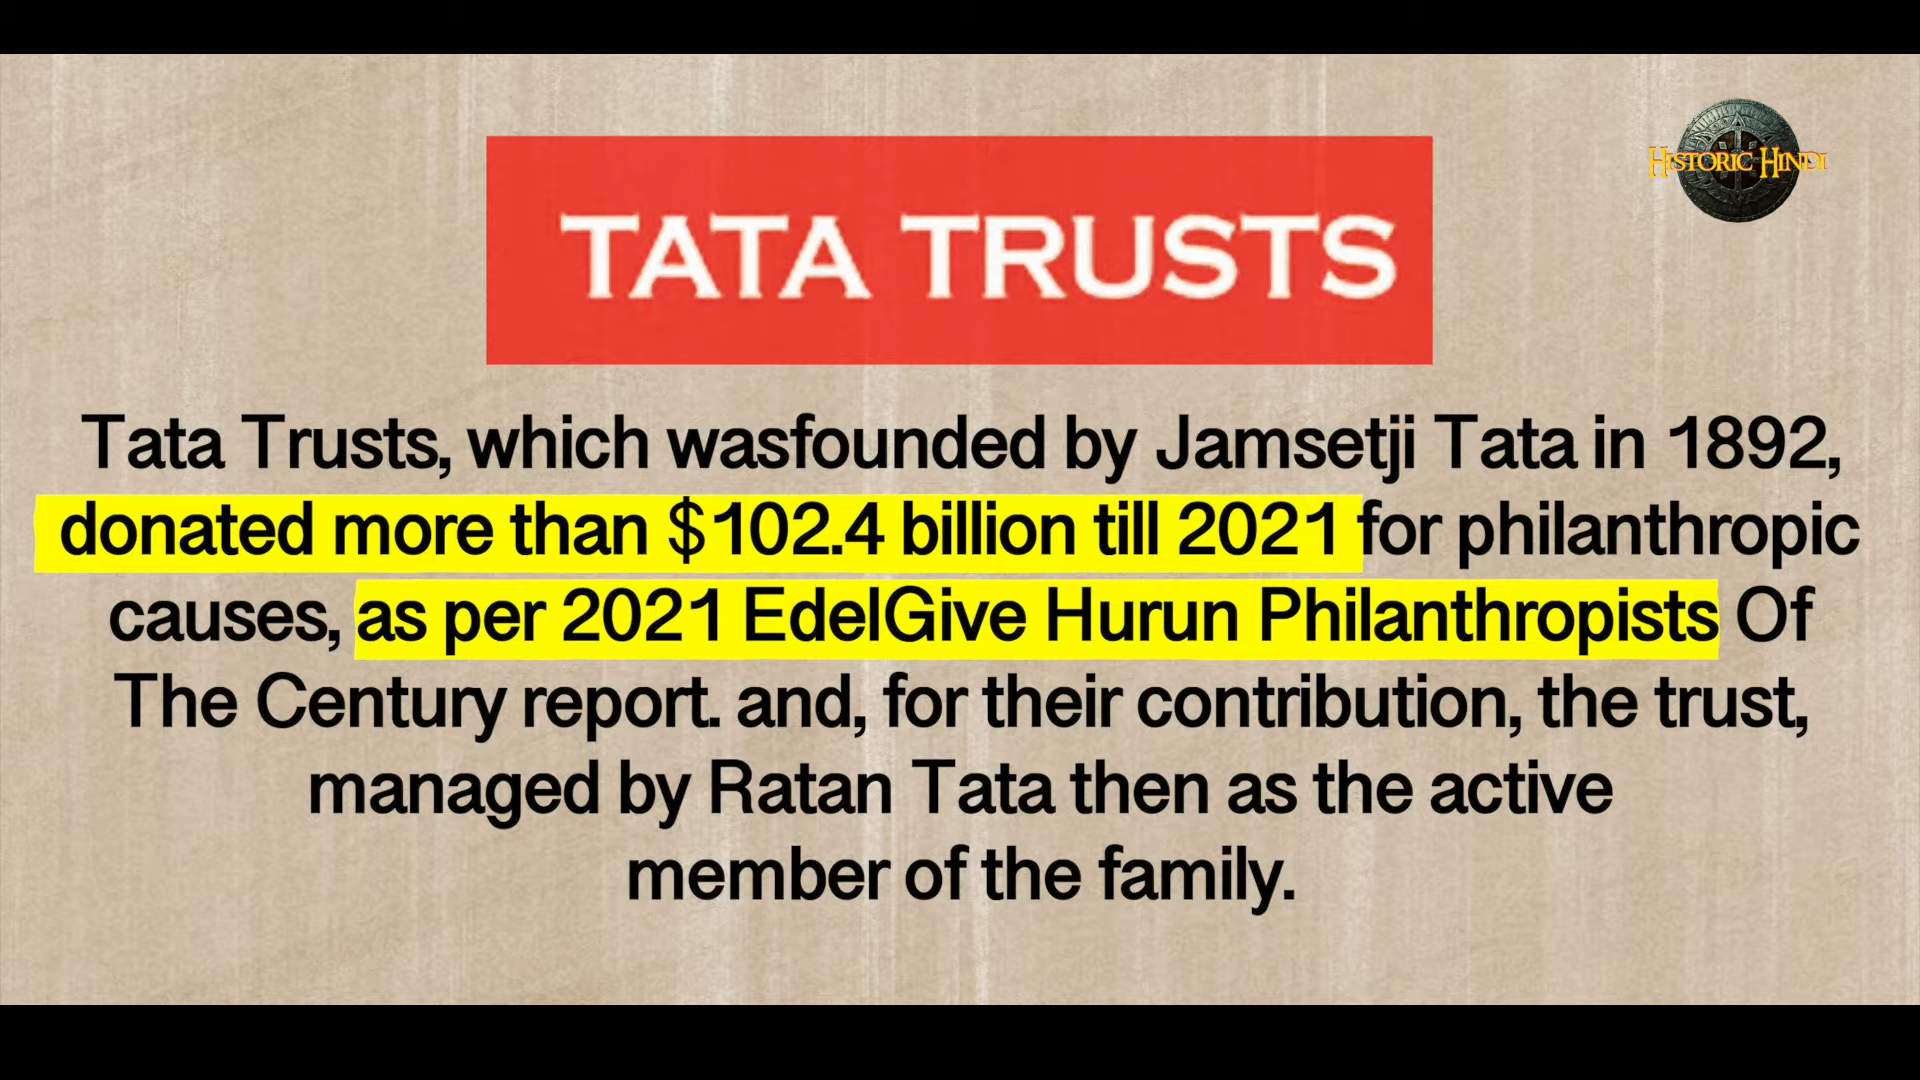 HISTORIC HINDI
TATA TRUSTS
Tata Trusts, which wasfounded by Jamsetji Tata in 1892,
donated more than $102.4 billion till 2021 for philanthropic
causes, as per 2021 EdelGive Hurun Philanthropists Of
The Century report. and, for their contribution, the trust,
managed by Ratan Tata then as the active
member of the family.